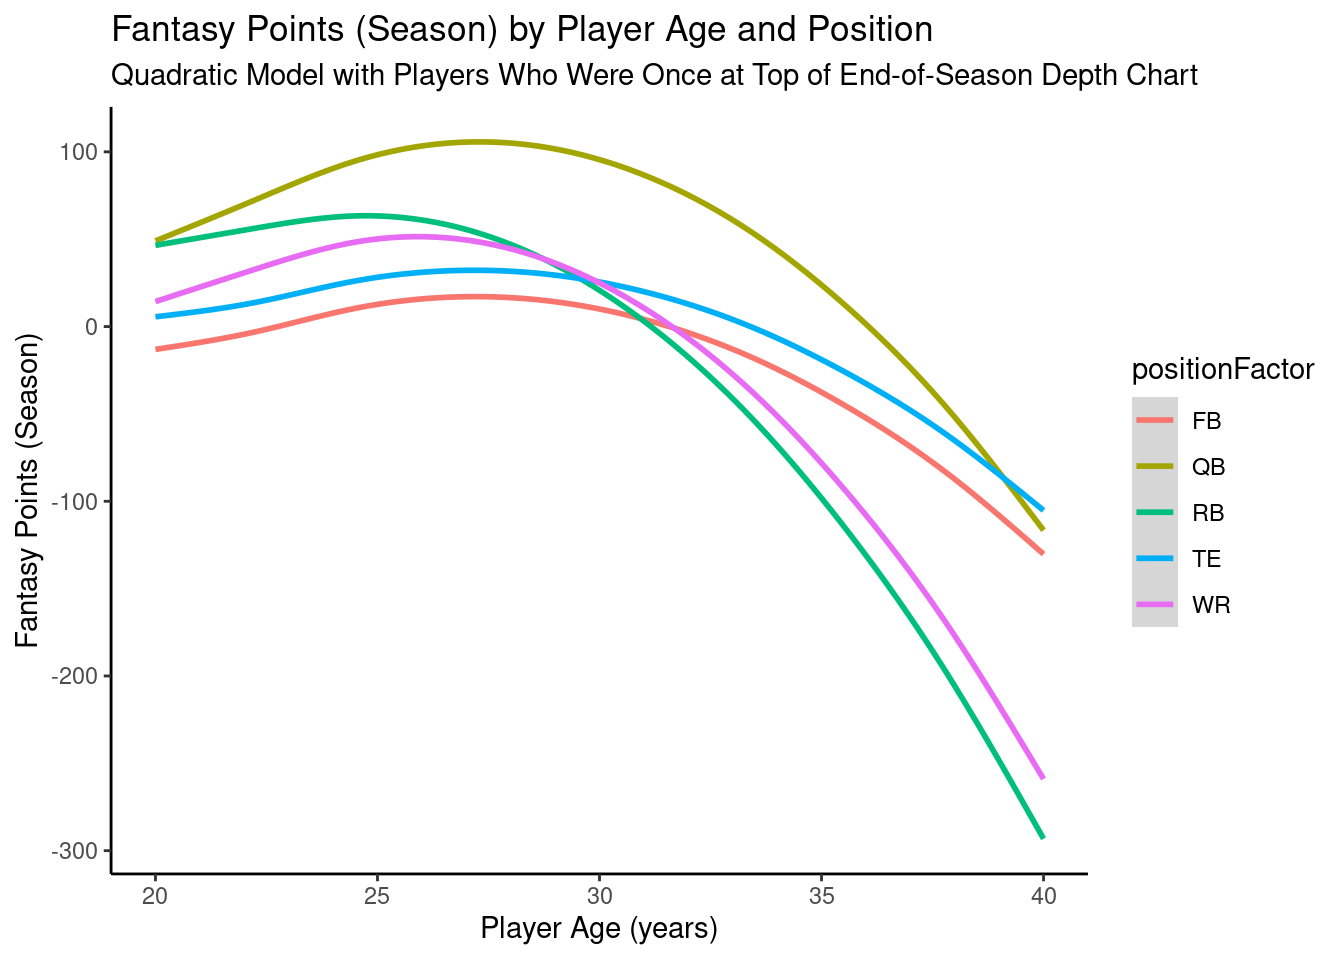 Fantasy Points (Season) by Player Age and Position
Quadratic Model with Players Who Were Once at Top of End-of-Season Depth Chart
Fantasy Points (Season)
100
0
-100
-200
-300
20 25 30 35 40
Player Age (years)
positionFactor
FB
QB
RB
TE
WR